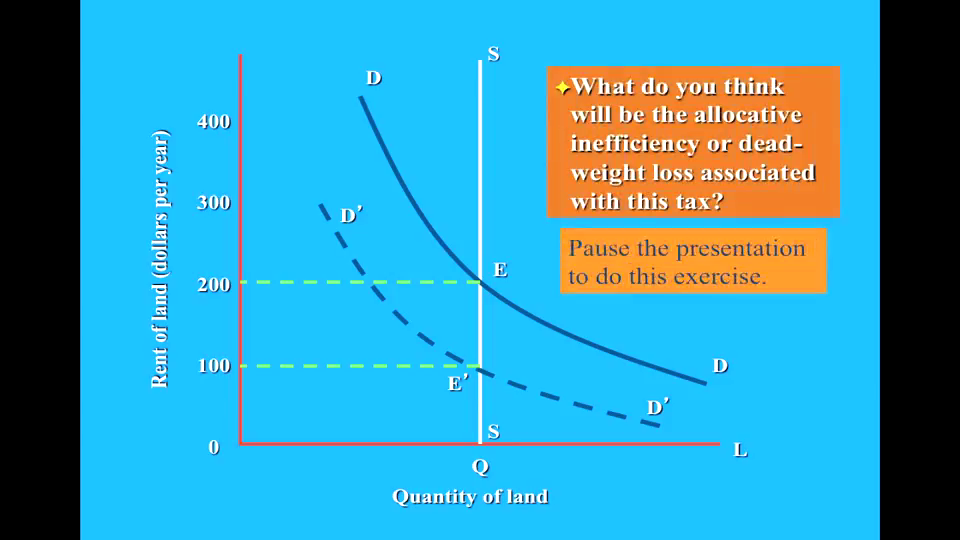 S
D
What do you think
will be the allocative
inefficiency or dead-
weight loss associated
with this tax?
400
300
D’
Pause the presentation
to do this exercise.
E
200
Rent of land (dollars per year)
100
D
E’
D’
S
0
L
Q
Quantity of land